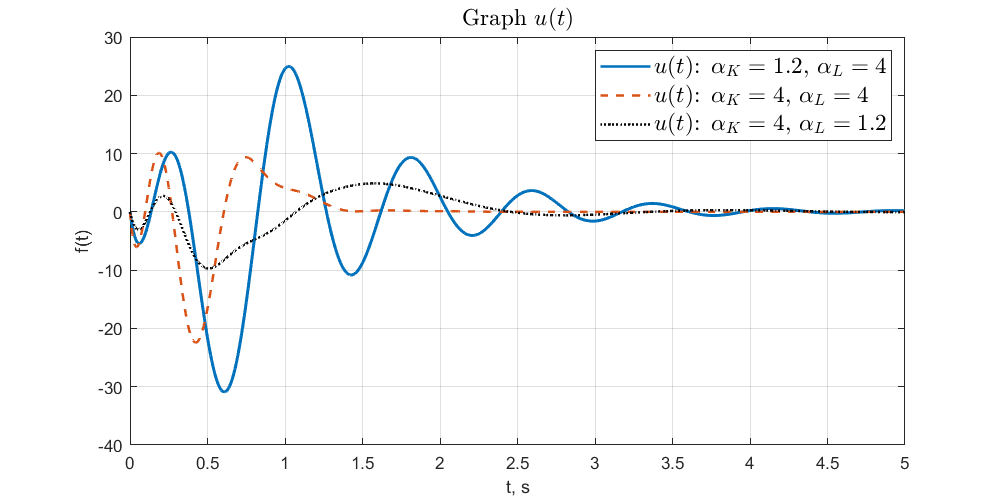 Graph u(t)
30
20
10
0
-10
-20
-30
-40
f(t)
u(t): α_K = 1.2, α_L = 4
u(t): α_K = 4, α_L = 4
u(t): α_K = 4, α_L = 1.2
0 0.5 1 1.5 2 2.5 3 3.5 4 4.5 5
t, s